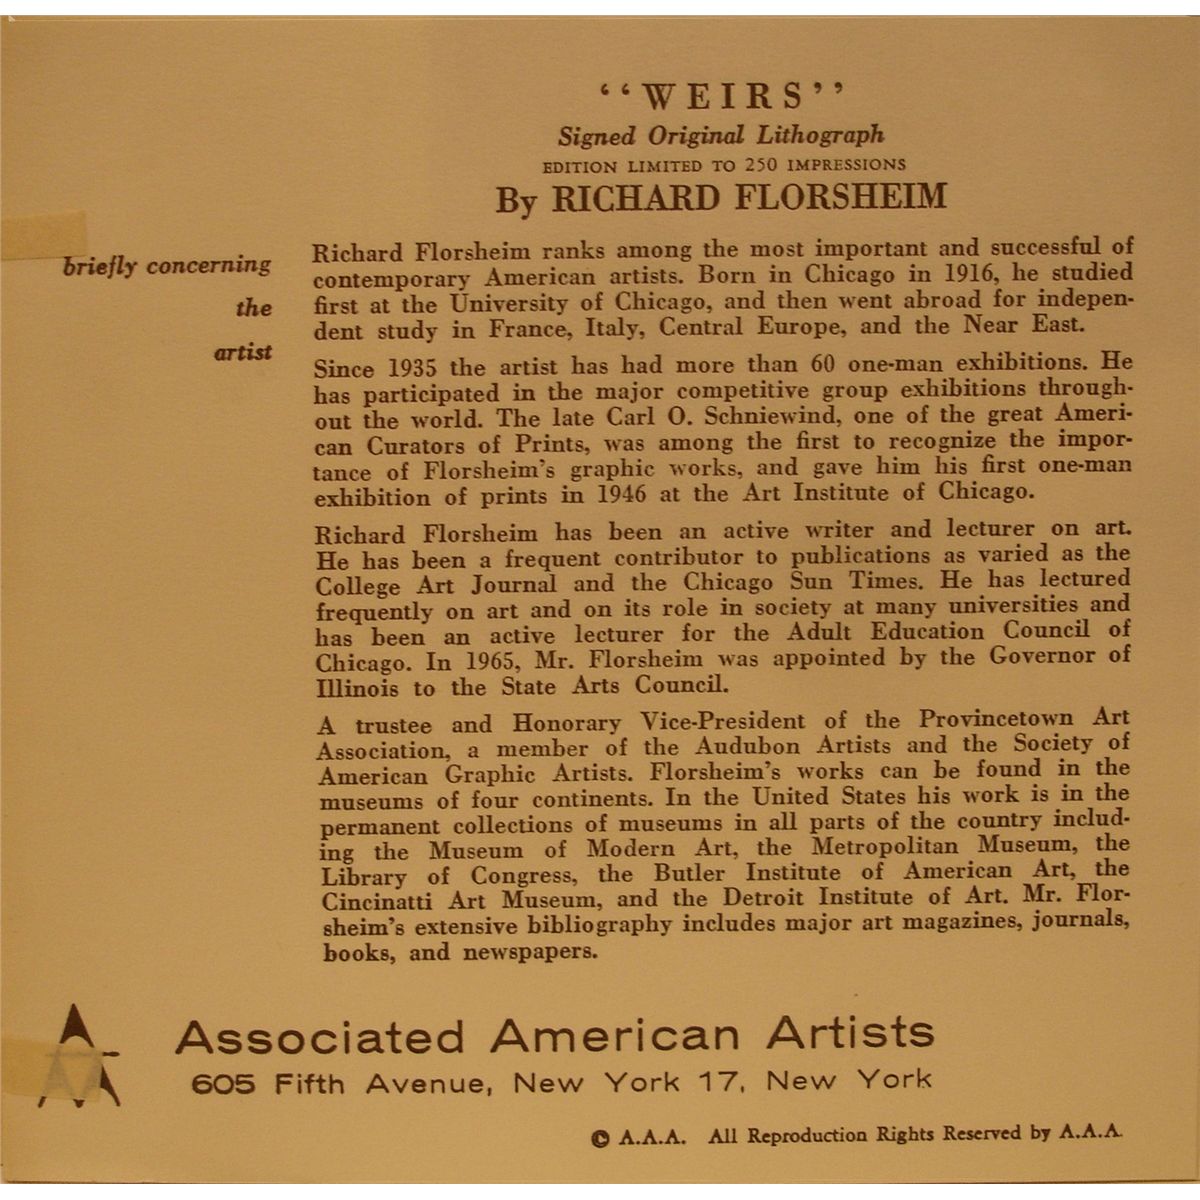 “WEIRS”
Signed Original Lithograph
EDITION LIMITED TO 250 IMPRESSIONS
By RICHARD FLORSHEIM
briefly concerning
the
artist
Richard Florsheim ranks among the most important and successful of
contemporary American artists. Born in Chicago in 1916, he studied
first at the University of Chicago, and then went abroad for indepen-
dent study in France, Italy, Central Europe, and the Near East.
Since 1935 the artist has had more than 60 one-man exhibitions. He
has participated in the major competitive group exhibitions through-
out the world. The late Carl O. Schniewind, one of the great Ameri-
can Curators of Prints, was among the first to recognize the impor-
tance of Florsheim's graphic works, and gave him his first one-man
exhibition of prints in 1946 at the Art Institute of Chicago.
Richard Florsheim has been an active writer and lecturer on art.
He has been a frequent contributor to publications as varied as the
College Art Journal and the Chicago Sun Times. He has lectured
frequently on art and on its role in society at many universities and
has been an active lecturer for the Adult Education Council of
Chicago. In 1965, Mr. Florsheim was appointed by the Governor of
Illinois to the State Arts Council.
A trustee and Honorary Vice-President of the Provincetown Art
Association, a member of the Audubon Artists and the Society of
American Graphic Artists. Florsheim's works can be found in the
museums of four continents. In the United States his work is in the
permanent collections of museums in all parts of the country includ-
ing the Museum of Modern Art, the Metropolitan Museum, the
Library of Congress, the Butler Institute of American Art, the
Cincinatti Art Museum, and the Detroit Institute of Art. Mr. Flor-
sheim's extensive bibliography includes major art magazines, journals,
books, and newspapers.
Associated American Artists
605 Fifth Avenue, New York 17, New York
© A.A.A. All Reproduction Rights Reserved by A.A.A.